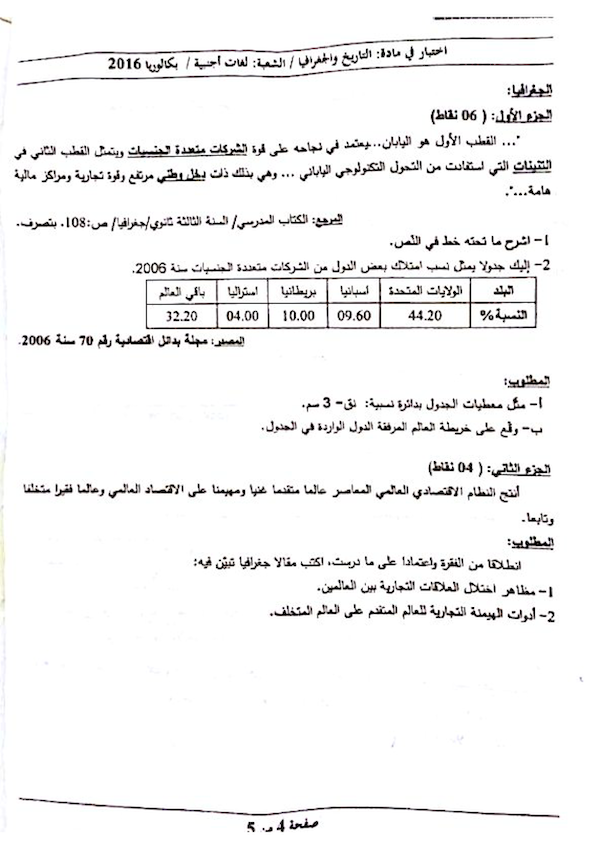 اختبار في مادة: التاريخ والجغرافيا / الشعبة: لغات أجنبية / بكالوريا 2016
الجغرافيا:
الجزء الأول: ( 06 نقاط)
"... القطب الأول هو اليابان...يعتمد في نجاحه على قوة الشركات متعددة الجنسيات ويتمثل القطب الثاني في
التنينات التي استفادت من التحول التكنولوجي الياباني ... وهي بذلك ذات دخل وطني مرتفع وقوة تجارية ومراكز مالية
هامة...".
المرجع: الكتاب المدرسي/ السنة الثالثة ثانوي/جغرافيا/ ص:108. بتصرف.
1- اشرح ما تحته خط في النّص.
2- إليك جدولا يمثل نسب امتلاك بعض الدول من الشركات متعددة الجنسيات سنة 2006.
البلد الولايات المتحدة اسبانيا بريطانيا استراليا باقي العالم
النسبة% 44.20 09.60 10.00 04.00 32.20
المصدر: مجلة بدائل اقتصادية رقم 70 سنة 2006.
المطلوب:
أ- مثّل معطيات الجدول بدائرة نسبية: نق- 3 سم.
ب- وقّع على خريطة العالم المرفقة الدول الواردة في الجدول.
الجزء الثاني: ( 04 نقاط)
أنتج النظام الاقتصادي العالمي المعاصر عالما متقدما غنيا ومهيمنا على الاقتصاد العالمي وعالما فقيرا متخلفا
وتابعا.
المطلوب:
انطلاقا من الفقرة واعتمادا على ما درست، اكتب مقالا جغرافيا تبيّن فيه:
1- مظاهر اختلال العلاقات التجارية بين العالمين.
2- أدوات الهيمنة التجارية للعالم المتقدم على العالم المتخلف.
صفحة 4 من 5